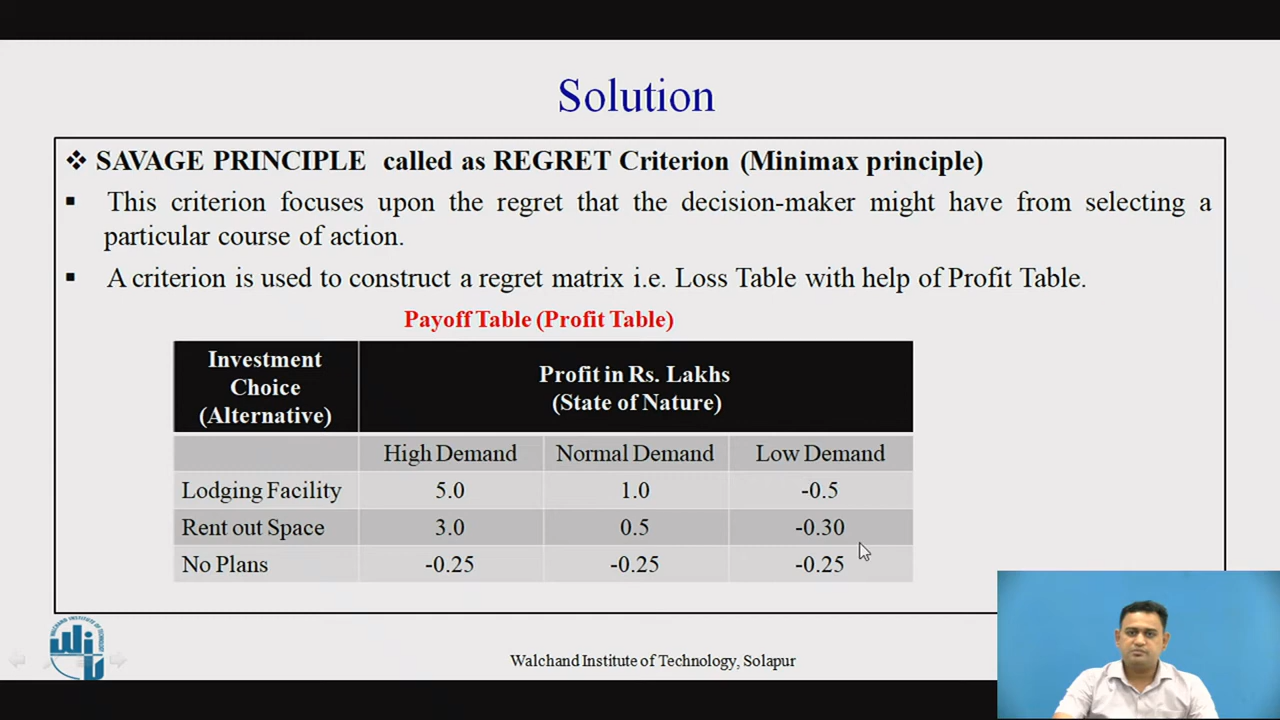 Solution
❖ SAVAGE PRINCIPLE called as REGRET Criterion (Minimax principle)
▪ This criterion focuses upon the regret that the decision-maker might have from selecting a
particular course of action.
▪ A criterion is used to construct a regret matrix i.e. Loss Table with help of Profit Table.
Payoff Table (Profit Table)
Investment
Choice
(Alternative)
Profit in Rs. Lakhs
(State of Nature)
High Demand Normal Demand Low Demand
Lodging Facility 5.0 1.0 -0.5
Rent out Space 3.0 0.5 -0.30
No Plans -0.25 -0.25 -0.25
Walchand Institute of Technology, Solapur